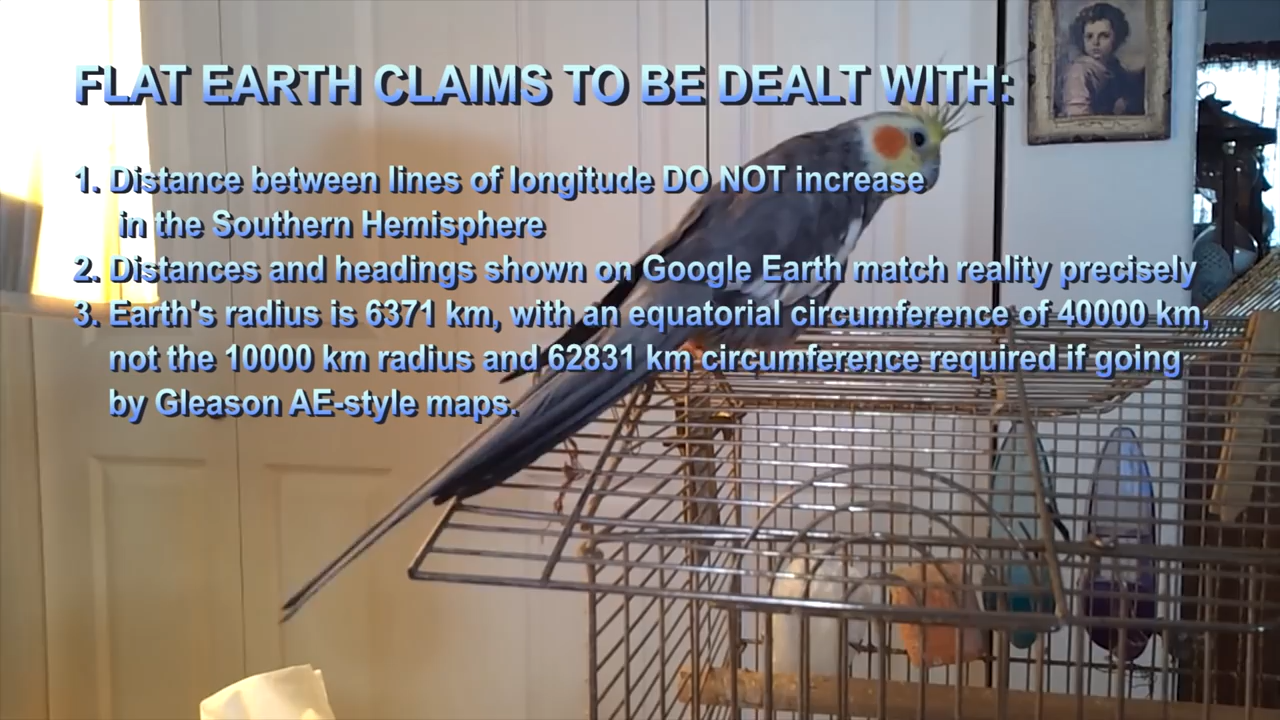 FLAT EARTH CLAIMS TO BE DEALT WITH:
1. Distance between lines of longitude DO NOT increase
in the Southern Hemisphere
2. Distances and headings shown on Google Earth match reality precisely
3. Earth's radius is 6371 km, with an equatorial circumference of 40000 km,
not the 10000 km radius and 62831 km circumference required if going
by Gleason AE-style maps.